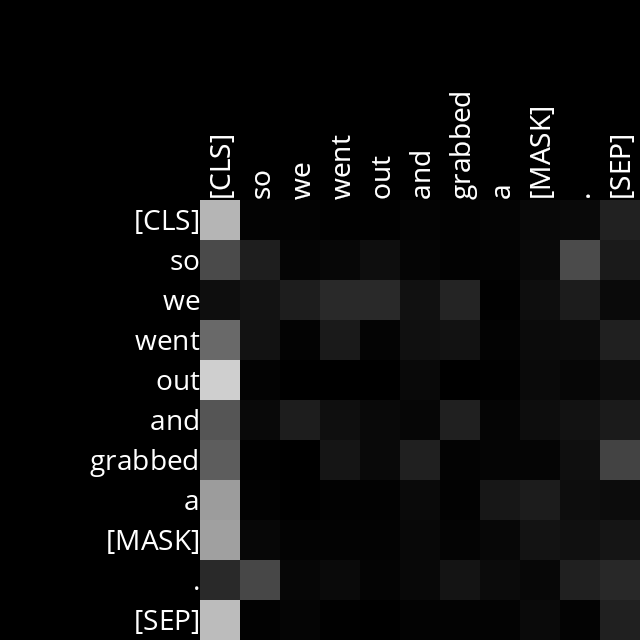 [CLS] so we went out and grabbed a [MASK] . [SEP]
[CLS]
so
we
went
out
and
grabbed
a
[MASK]
.
[SEP]